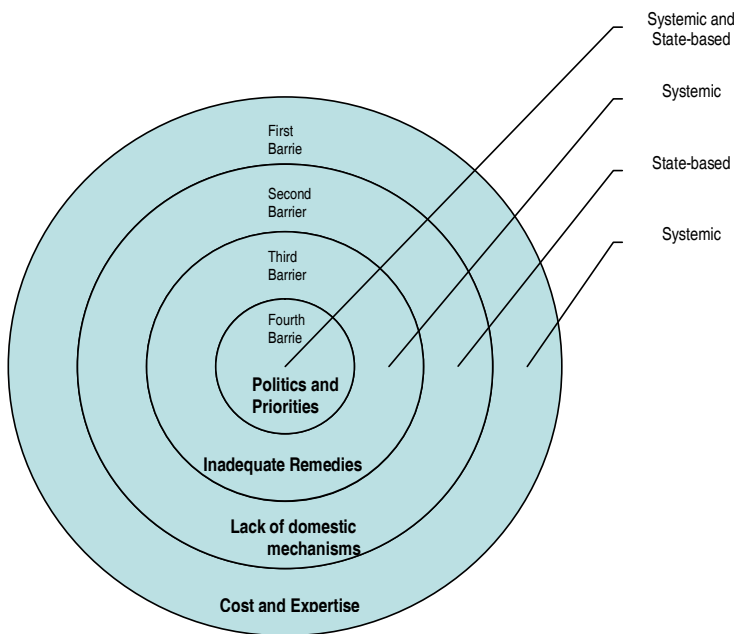 Systemic and
State-based
Systemic
State-based
Systemic
First
Barrie
Second
Barrier
Third
Barrier
Fourth
Barrie
Politics and
Priorities
Inadequate Remedies
Lack of domestic
mechanisms
Cost and Expertise